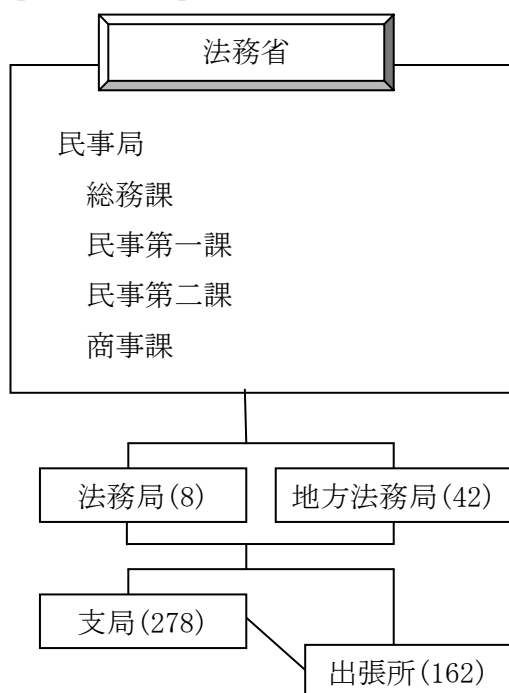 法務省
民事局
総務課
民事第一課
民事第二課
商事課
法務局(8)
地方法務局(42)
支局(278)
出張所(162)